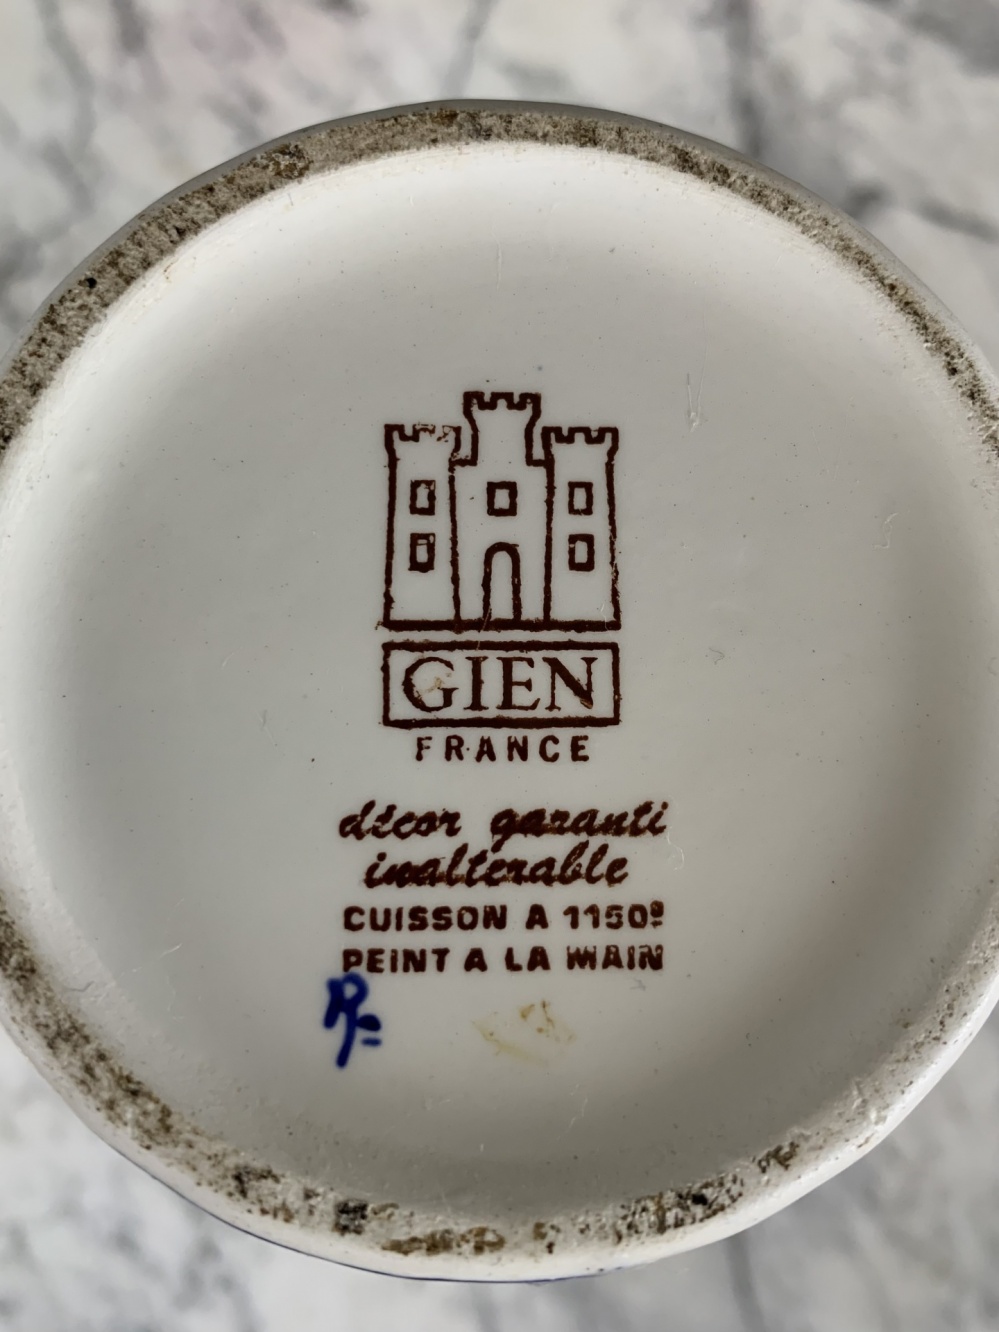 GIEN
FRANCE
décor garanti
inaltérable
CUISSON A 1150º
PEINT A LA MAIN